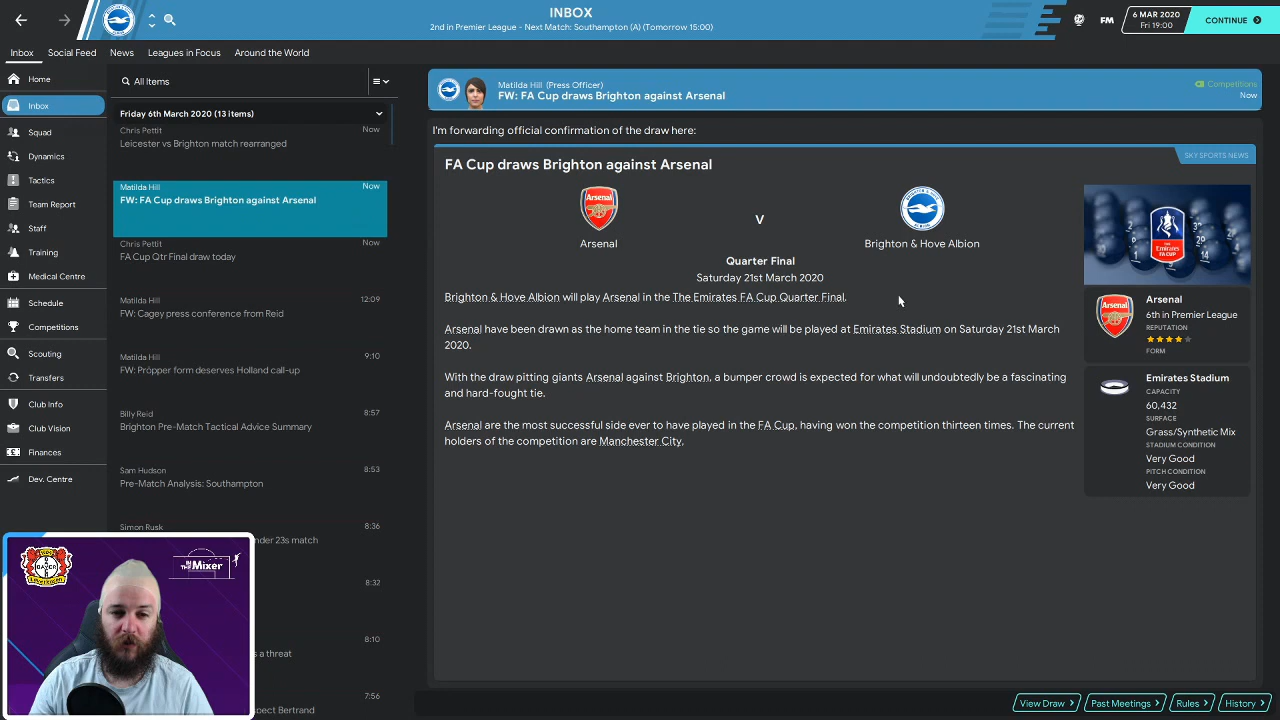 INBOX
2nd in Premier League - Next Match: Southampton (A) (Tomorrow 15:00)
FM
6 MAR 2020
Fri 19:00
CONTINUE
Inbox
Social Feed
News
Leagues in Focus
Around the World
Home
Inbox
Squad
Dynamics
Tactics
Team Report
Staff
Training
Medical Centre
Schedule
Competitions
Scouting
Transfers
Club Info
Club Vision
Finances
Dev. Centre
All Items
Friday 6th March 2020 (13 items)
Chris Pettit
Now
Leicester vs Brighton match rearranged
Matilda Hill
Now
FW: FA Cup draws Brighton against Arsenal
Chris Pettit
Now
FA Cup Qtr Final draw today
Matilda Hill
12:09
FW: Cagey press conference from Reid
Matilda Hill
9:10
FW: Pröpper form deserves Holland call-up
Billy Reid
8:57
Brighton Pre-Match Tactical Advice Summary
Sam Hudson
8:53
Pre-Match Analysis: Southampton
Simon Rusk
8:36
nder 23s match
8:32
8:10
s a threat
7:56
spect Bertrand
Matilda Hill (Press Officer)
FW: FA Cup draws Brighton against Arsenal
Competitions
Now
I'm forwarding official confirmation of the draw here:
FA Cup draws Brighton against Arsenal
SKY SPORTS NEWS
Arsenal
V
Brighton & Hove Albion
Quarter Final
Saturday 21st March 2020
Brighton & Hove Albion will play Arsenal in the The Emirates FA Cup Quarter Final.
Arsenal have been drawn as the home team in the tie so the game will be played at Emirates Stadium on Saturday 21st March
2020.
With the draw pitting giants Arsenal against Brighton, a bumper crowd is expected for what will undoubtedly be a fascinating
and hard-fought tie.
Arsenal are the most successful side ever to have played in the FA Cup, having won the competition thirteen times. The current
holders of the competition are Manchester City.
Arsenal
6th in Premier League
REPUTATION
FORM
Emirates Stadium
CAPACITY
60,432
SURFACE
Grass/Synthetic Mix
STADIUM CONDITION
Very Good
PITCH CONDITION
Very Good
View Draw
Past Meetings
Rules
History
IN
THE Mixer